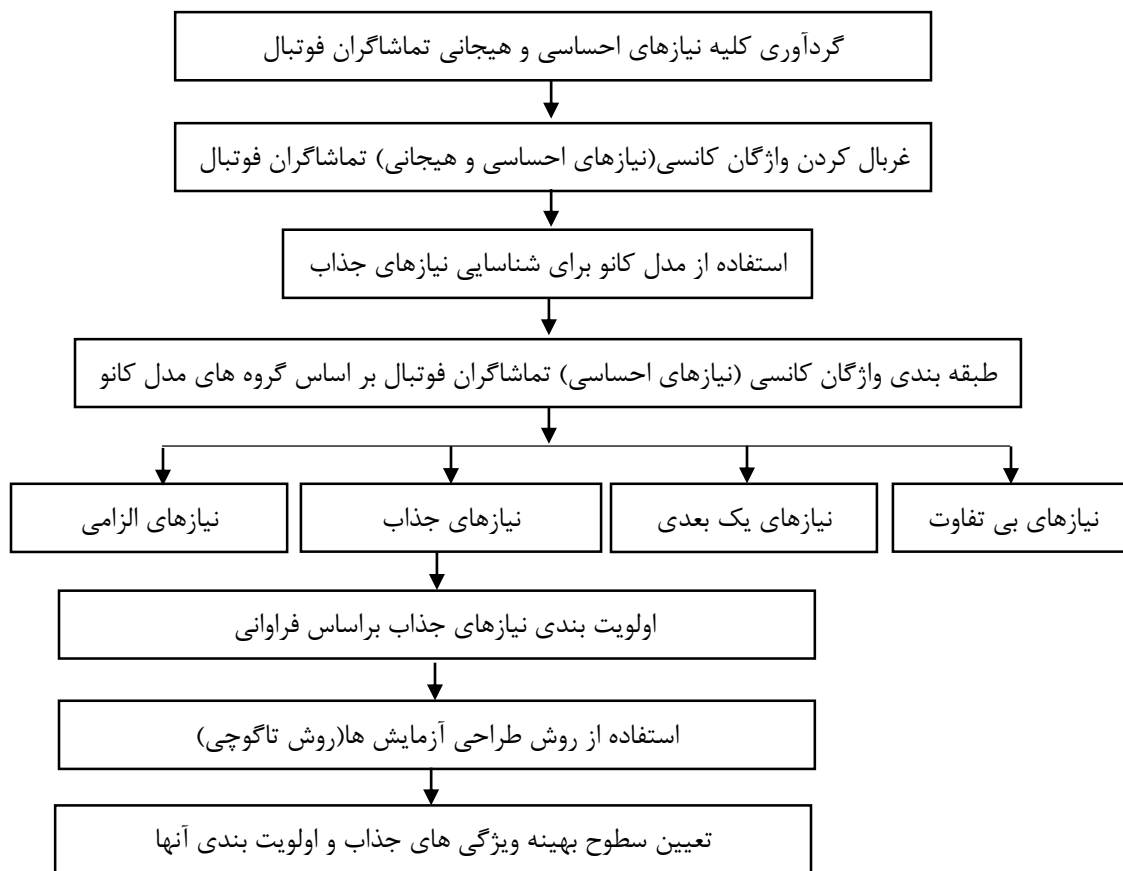 گردآوری کلیه نیازهای احساسی و هیجانی تماشاگران فوتبال
غربال کردن واژگان کانسی(نیازهای احساسی و هیجانی) تماشاگران فوتبال
استفاده از مدل کانو برای شناسایی نیازهای جذاب
طبقه بندی واژگان کانسی (نیازهای احساسی) تماشاگران فوتبال بر اساس گروه های مدل کانو
نیازهای بی تفاوت
نیازهای یک بعدی
نیازهای جذاب
نیازهای الزامی
اولویت بندی نیازهای جذاب براساس فراوانی
استفاده از روش طراحی آزمایش ها(روش تاگوچی)
تعیین سطوح بهینه ویژگی های جذاب و اولویت بندی آنها